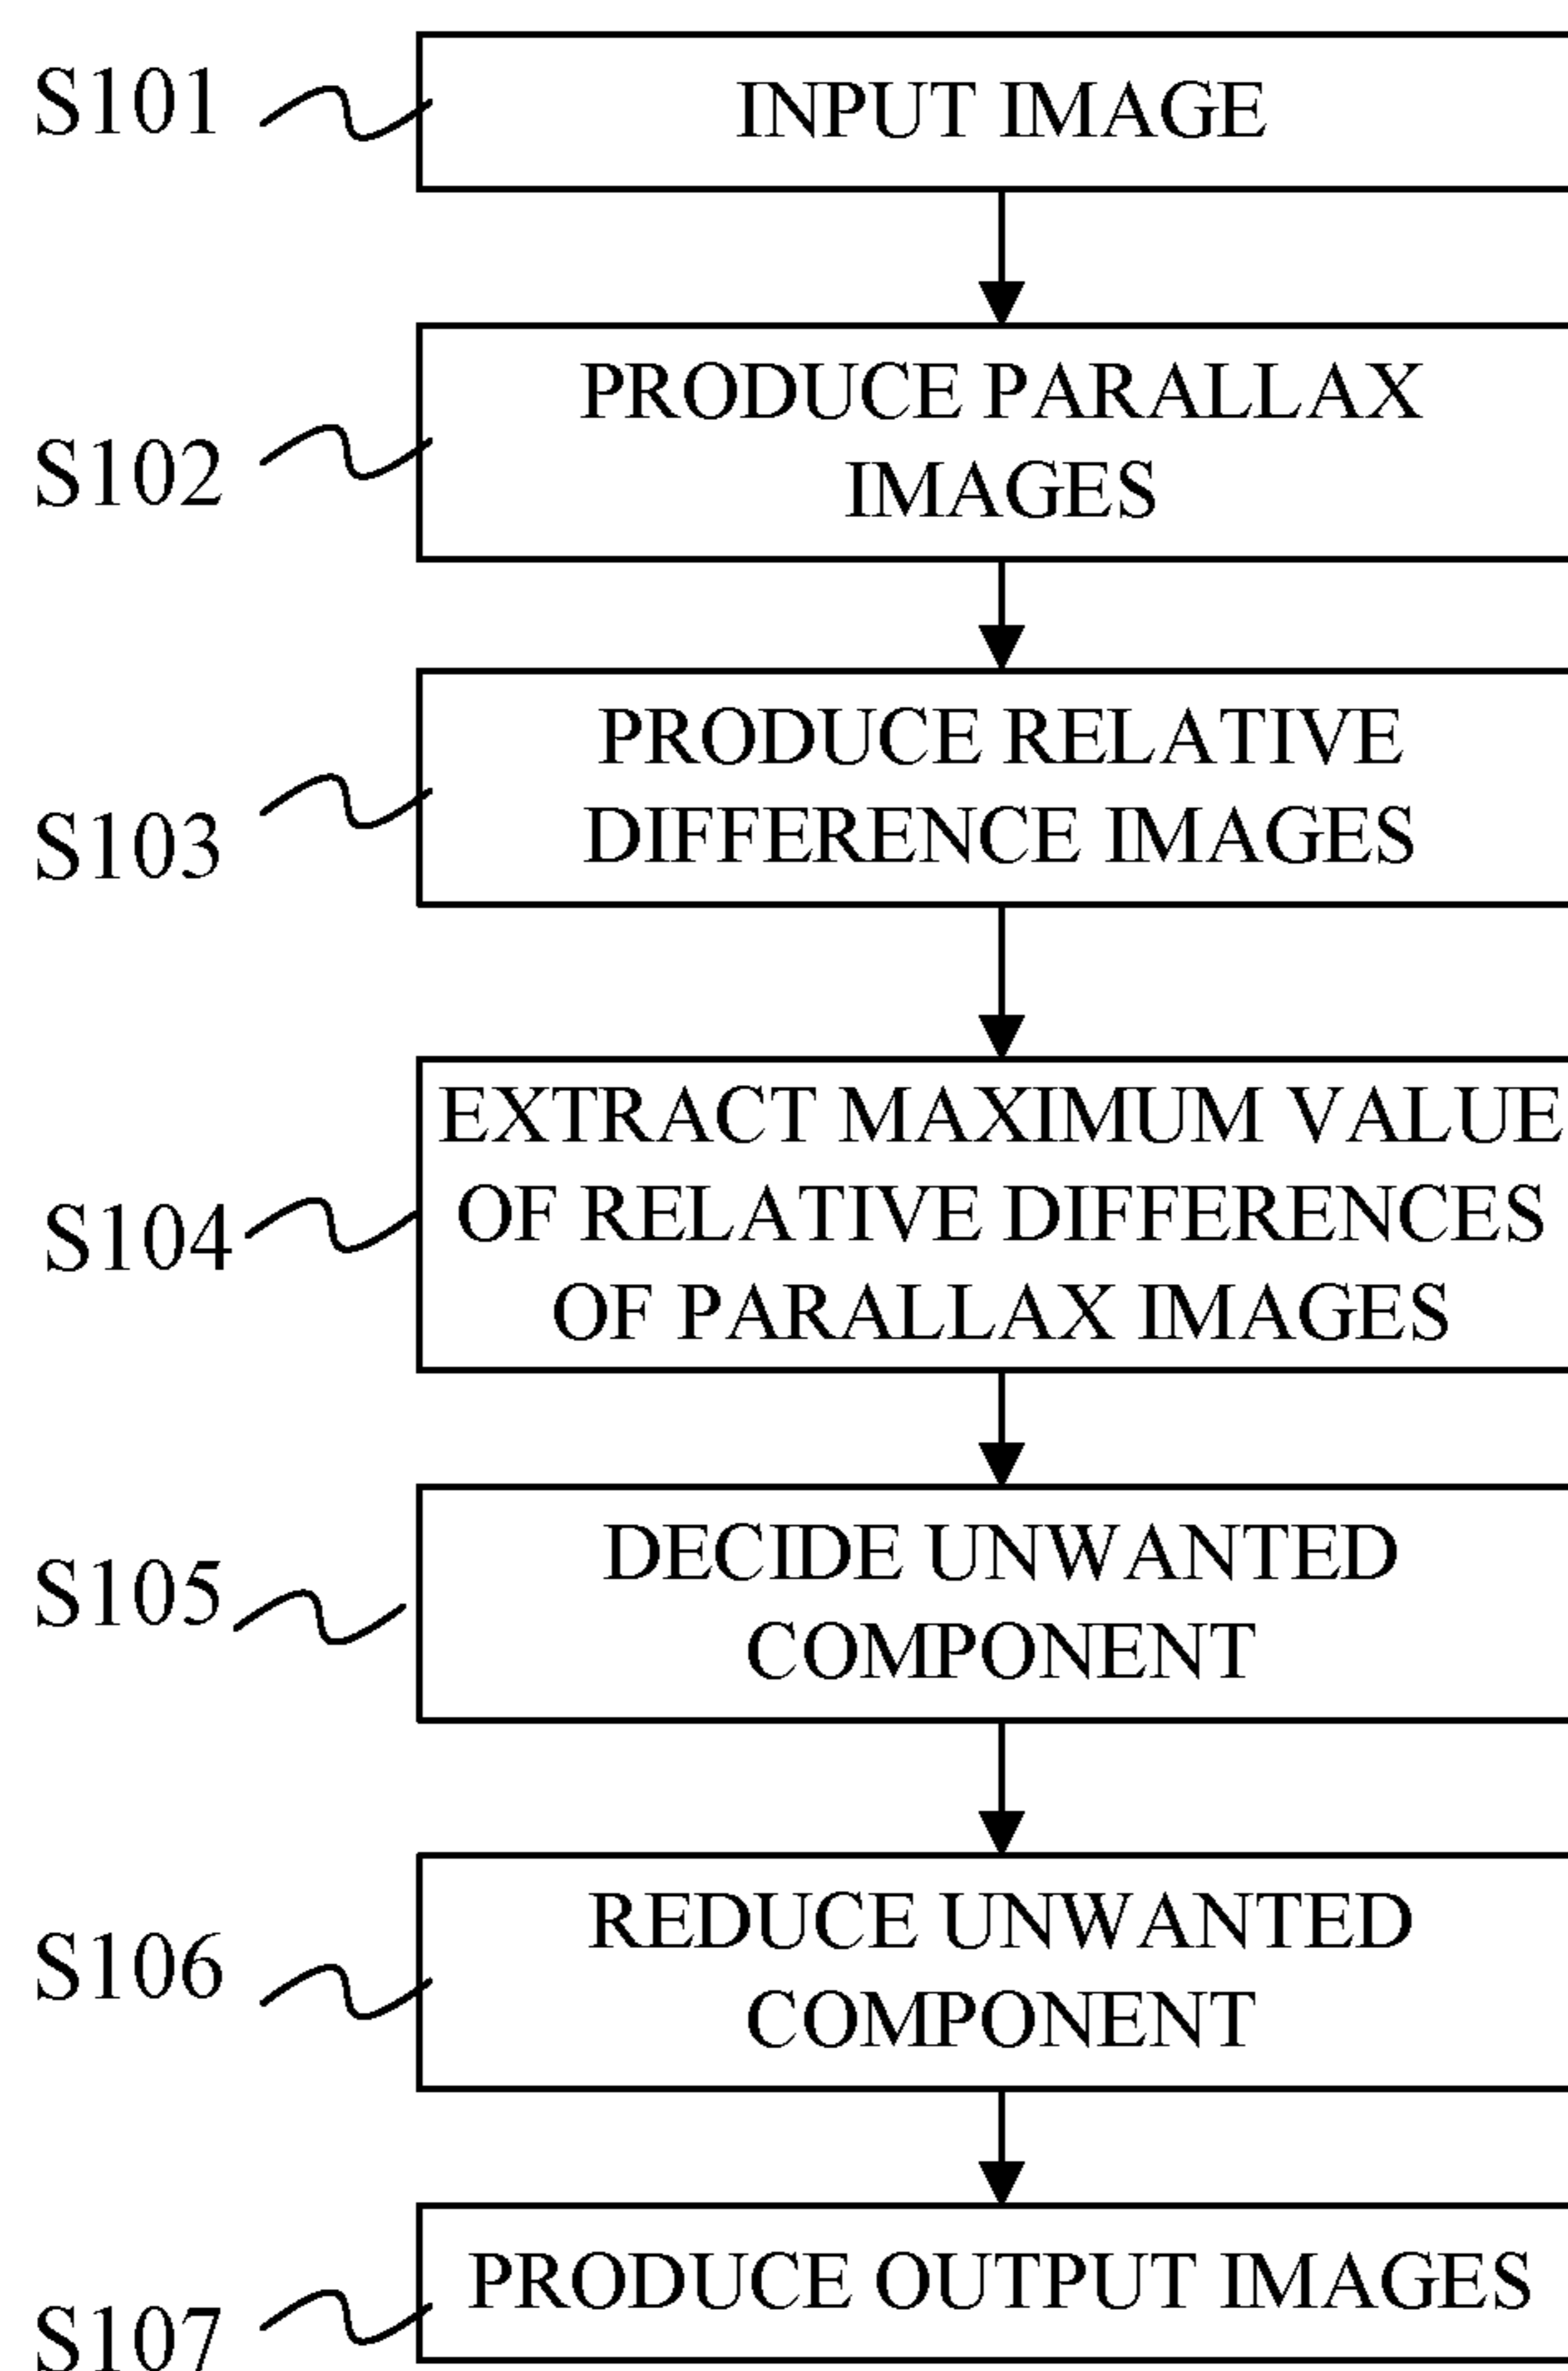 S101
INPUT IMAGE
S102
PRODUCE PARALLAX
IMAGES
S103
PRODUCE RELATIVE
DIFFERENCE IMAGES
S104
EXTRACT MAXIMUM VALUE
OF RELATIVE DIFFERENCES
OF PARALLAX IMAGES
S105
DECIDE UNWANTED
COMPONENT
S106
REDUCE UNWANTED
COMPONENT
S107
PRODUCE OUTPUT IMAGES